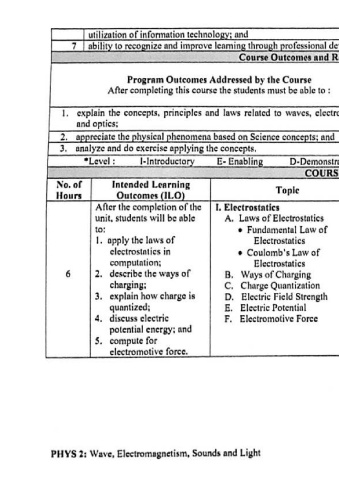 utilization of information technology; and
7 ability to recognize and improve learning through professional de
Course Outcomes and R
Program Outcomes Addressed by the Course
After completing this course the students must be able to :
1. explain the concepts, principles and laws related to waves, electro
and optics;
2. appreciate the physical phenomena based on Science concepts; and
3. analyze and do exercise applying the concepts.
*Level : I-Introductory E- Enabling D-Demonstra
COURS
No. of Hours
Intended Learning
Outcomes (ILO)
Topic
6
After the completion of the
unit, students will be able
to:
1. apply the laws of
electrostatics in
computation;
2. describe the ways of
charging;
3. explain how charge is
quantized;
4. discuss electric
potential energy; and
5. compute for
electromotive force.
I. Electrostatics
A. Laws of Electrostatics
• Fundamental Law of
Electrostatics
• Coulomb's Law of
Electrostatics
B. Ways of Charging
C. Charge Quantization
D. Electric Field Strength
E. Electric Potential
F. Electromotive Force
PHYS 2: Wave, Electromagnetism, Sounds and Light